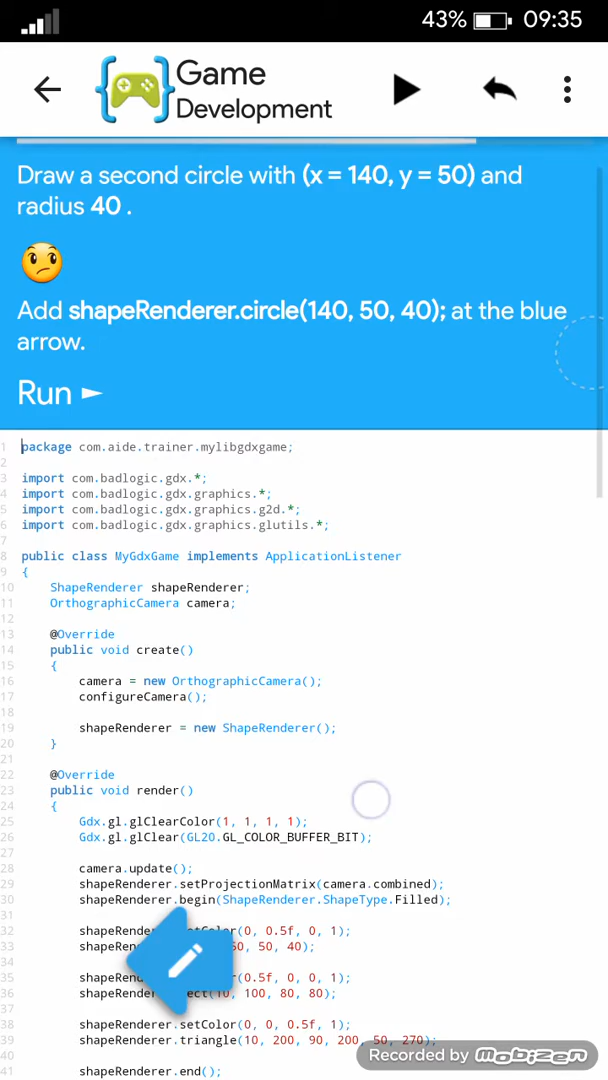 43% 09:35
Game
Development
Draw a second circle with (x = 140, y = 50) and
radius 40 .
Add shapeRenderer.circle(140, 50, 40); at the blue
arrow.
Run
1 package com.aide.trainer.mylibgdxgame;
2
3 import com.badlogic.gdx.*;
4 import com.badlogic.gdx.graphics.*;
5 import com.badlogic.gdx.graphics.g2d.*;
6 import com.badlogic.gdx.graphics.glutils.*;
7
8 public class MyGdxGame implements ApplicationListener
9 {
10 ShapeRenderer shapeRenderer;
11 OrthographicCamera camera;
12
13 @Override
14 public void create()
15 {
16 camera = new OrthographicCamera();
17 configureCamera();
18
19 shapeRenderer = new ShapeRenderer();
20 }
21
22 @Override
23 public void render()
24 {
25 Gdx.gl.glClearColor(1, 1, 1, 1);
26 Gdx.gl.glClear(GL20.GL_COLOR_BUFFER_BIT);
27
28 camera.update();
29 shapeRenderer.setProjectionMatrix(camera.combined);
30 shapeRenderer.begin(ShapeRenderer.ShapeType.Filled);
31
32 (0, 0.5f, 0, 1);
33 50, 40);
34
35 (0.5f, 0, 0, 1);
36 100, 80, 80);
37
38 shapeRenderer.setColor(0, 0, 0.5f, 1);
39 shapeRenderer.triangle(10, 200, 90, 200, 50, 270);
40
41 shapeRenderer.end();
Recorded by mobizen